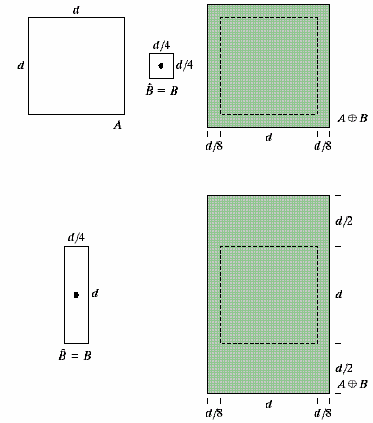 d
d
d/4
d/4
B̂ = B
A
A ⊕ B
d/8
d
d/8
d/4
d
B̂ = B
d/2
d
d/2
A ⊕ B
d/8
d
d/8